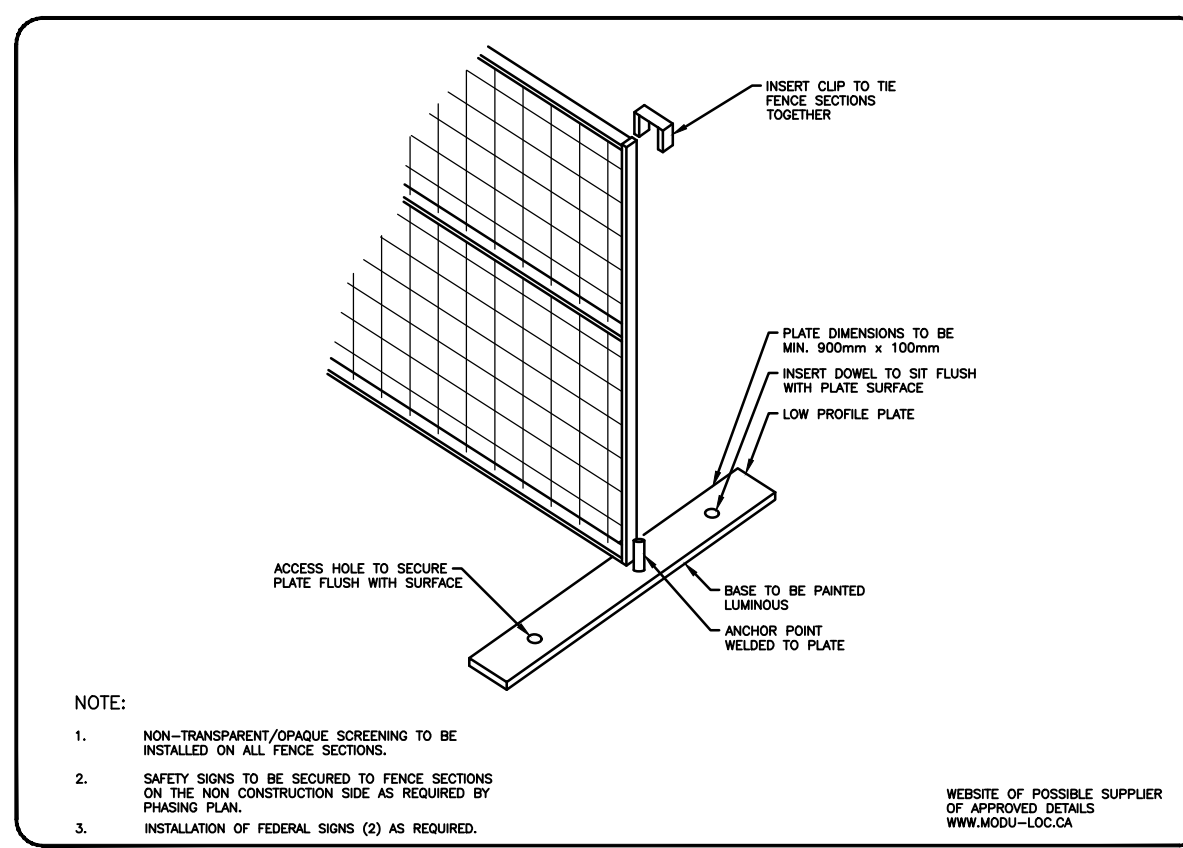 INSERT CLIP TO TIE
FENCE SECTIONS
TOGETHER
PLATE DIMENSIONS TO BE
MIN. 900mm x 100mm
INSERT DOWEL TO SIT FLUSH
WITH PLATE SURFACE
LOW PROFILE PLATE
ACCESS HOLE TO SECURE
PLATE FLUSH WITH SURFACE
BASE TO BE PAINTED
LUMINOUS
ANCHOR POINT
WELDED TO PLATE
NOTE:
1. NON-TRANSPARENT/OPAQUE SCREENING TO BE
INSTALLED ON ALL FENCE SECTIONS.
2. SAFETY SIGNS TO BE SECURED TO FENCE SECTIONS
ON THE NON CONSTRUCTION SIDE AS REQUIRED BY
PHASING PLAN.
3. INSTALLATION OF FEDERAL SIGNS (2) AS REQUIRED.
WEBSITE OF POSSIBLE SUPPLIER
OF APPROVED DETAILS
WWW.MODU-LOC.CA